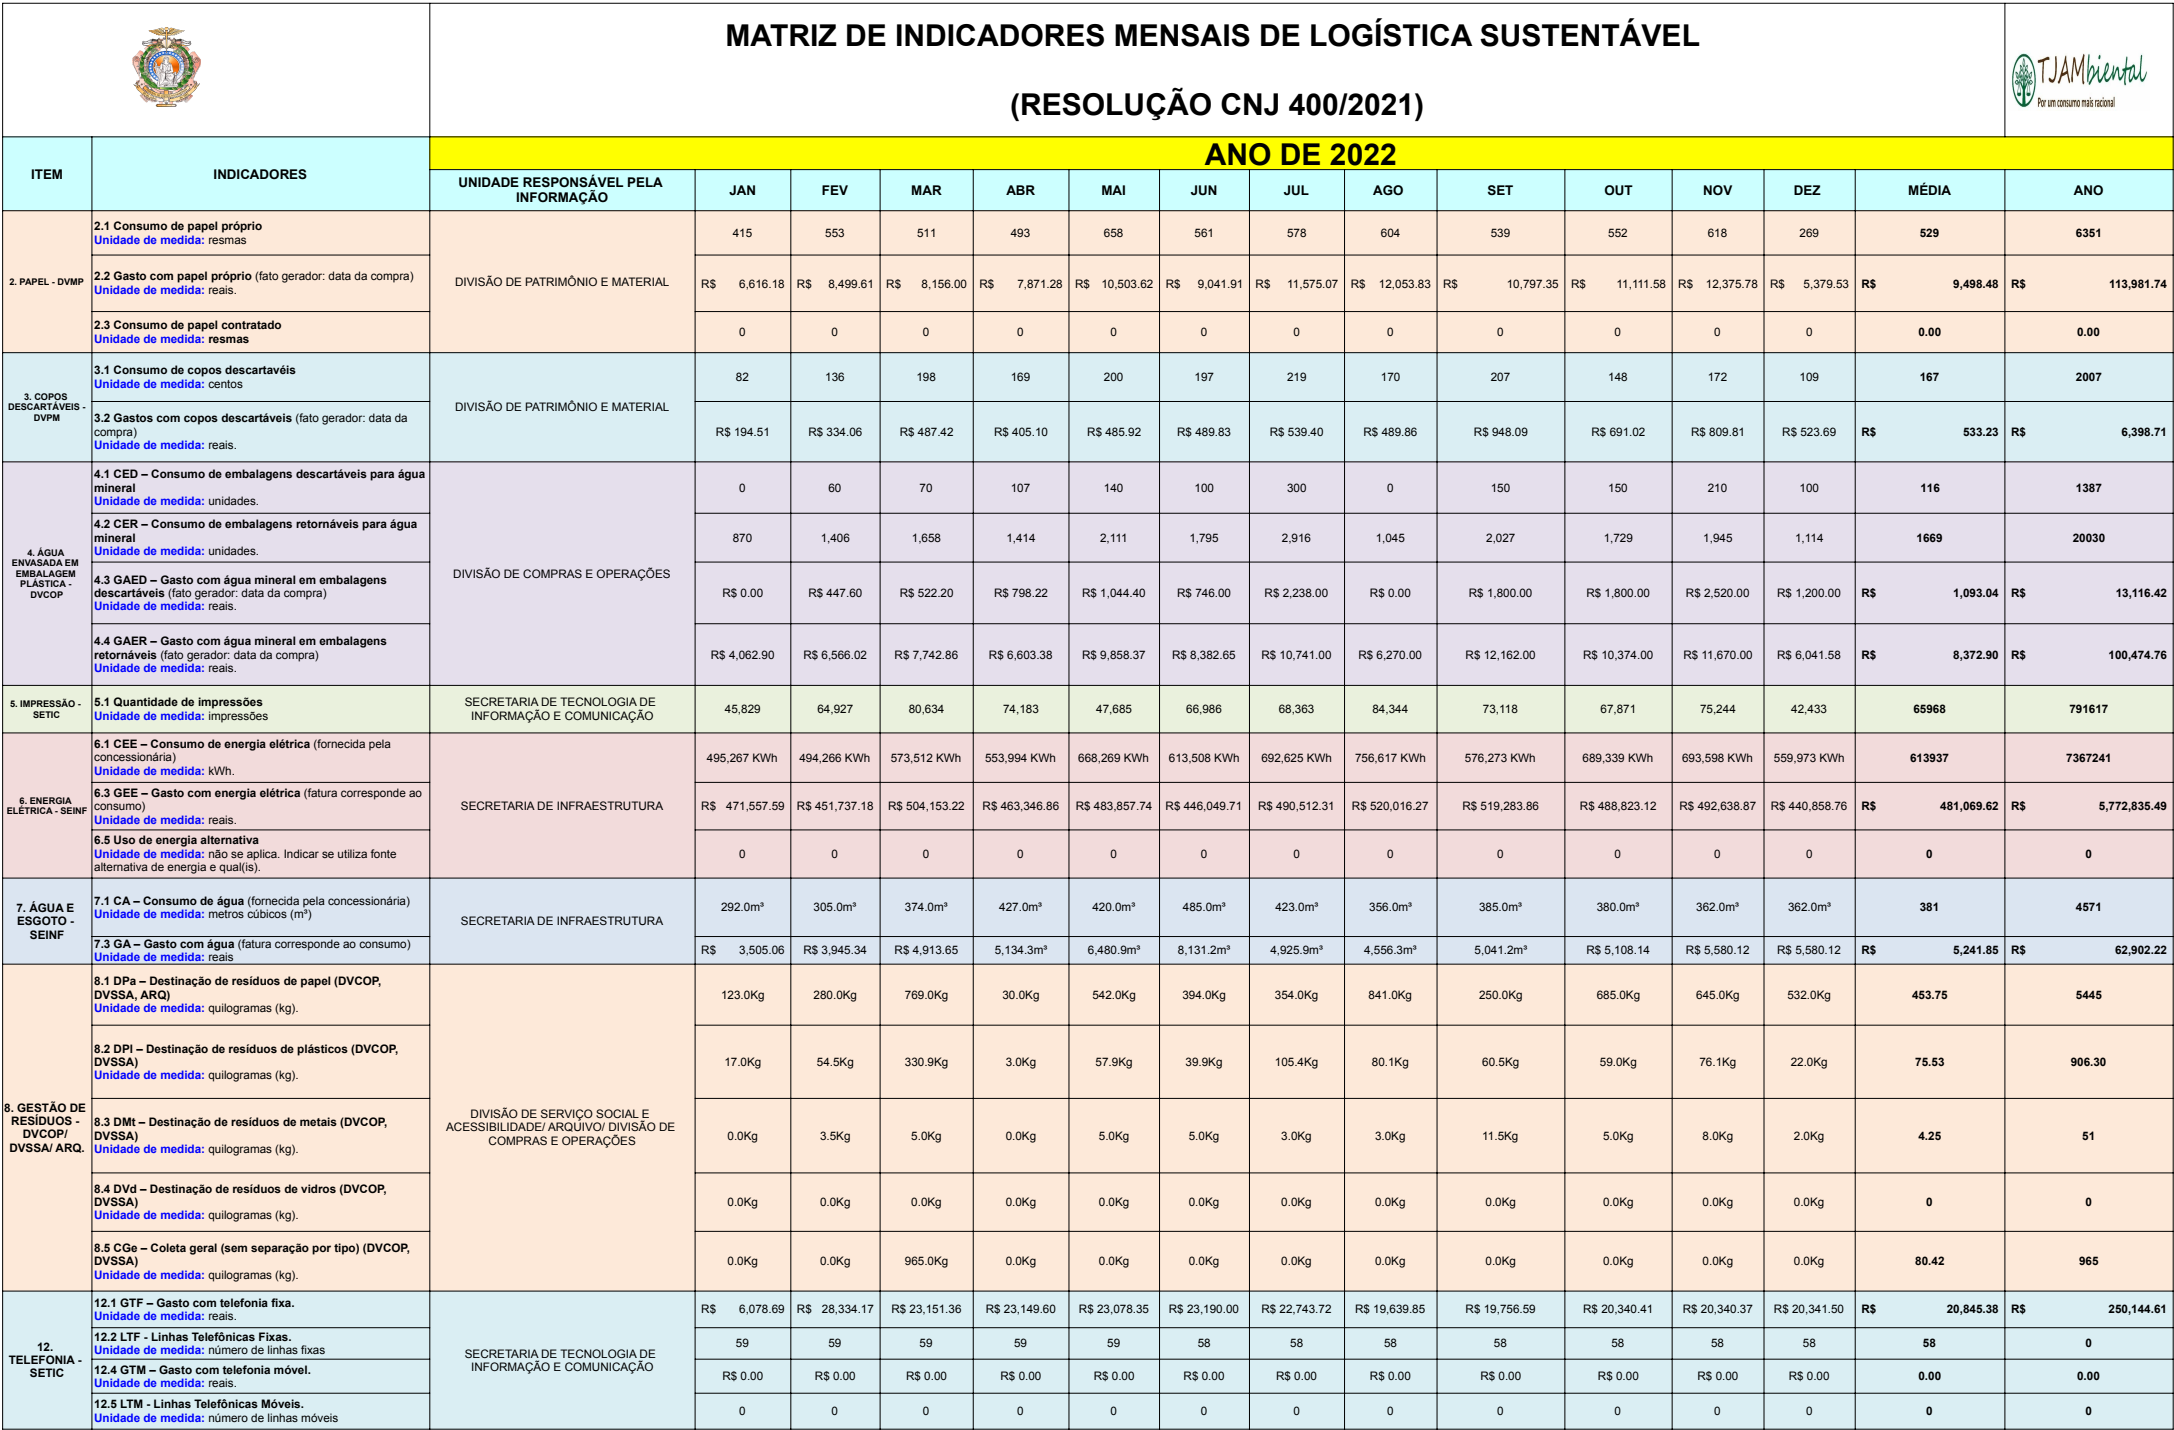 MATRIZ DE INDICADORES MENSAIS DE LOGÍSTICA SUSTENTÁVEL
(RESOLUÇÃO CNJ 400/2021)
TJAMbiental
Por um consumo mais racional
ITEM
INDICADORES
ANO DE 2022
UNIDADE RESPONSÁVEL PELA
INFORMAÇÃO
JAN FEV MAR ABR MAI JUN JUL AGO SET OUT NOV DEZ MÉDIA ANO
2. PAPEL - DVMP
2.1 Consumo de papel próprio
Unidade de medida: resmas
DIVISÃO DE PATRIMÔNIO E MATERIAL
415 553 511 493 658 561 578 604 539 552 618 269 529 6351
2.2 Gasto com papel próprio (fato gerador: data da compra)
Unidade de medida: reais.
R$ 6,616.18 R$ 8,499.61 R$ 8,156.00 R$ 7,871.28 R$ 10,503.62 R$ 9,041.91 R$ 11,575.07 R$ 12,053.83 R$ 10,797.35 R$ 11,111.58 R$ 12,375.78 R$ 5,379.53 R$ 9,498.48 R$ 113,981.74
2.3 Consumo de papel contratado
Unidade de medida: resmas
0 0 0 0 0 0 0 0 0 0 0 0 0.00 0.00
3. COPOS
DESCARTÁVEIS -
DVPM
3.1 Consumo de copos descartavéis
Unidade de medida: centos
DIVISÃO DE PATRIMÔNIO E MATERIAL
82 136 198 169 200 197 219 170 207 148 172 109 167 2007
3.2 Gastos com copos descartáveis (fato gerador: data da
compra)
Unidade de medida: reais.
R$ 194.51 R$ 334.06 R$ 487.42 R$ 405.10 R$ 485.92 R$ 489.83 R$ 539.40 R$ 489.86 R$ 948.09 R$ 691.02 R$ 809.81 R$ 523.69 R$ 533.23 R$ 6,398.71
4. ÁGUA
ENVASADA EM
EMBALAGEM
PLÁSTICA -
DVCOP
4.1 CED – Consumo de embalagens descartáveis para água
mineral
Unidade de medida: unidades.
DIVISÃO DE COMPRAS E OPERAÇÕES
0 60 70 107 140 100 300 0 150 150 210 100 116 1387
4.2 CER – Consumo de embalagens retornáveis para água
mineral
Unidade de medida: unidades.
870 1,406 1,658 1,414 2,111 1,795 2,916 1,045 2,027 1,729 1,945 1,114 1669 20030
4.3 GAED – Gasto com água mineral em embalagens
descartáveis (fato gerador: data da compra)
Unidade de medida: reais.
R$ 0.00 R$ 447.60 R$ 522.20 R$ 798.22 R$ 1,044.40 R$ 746.00 R$ 2,238.00 R$ 0.00 R$ 1,800.00 R$ 1,800.00 R$ 2,520.00 R$ 1,200.00 R$ 1,093.04 R$ 13,116.42
4.4 GAER – Gasto com água mineral em embalagens
retornáveis (fato gerador: data da compra)
Unidade de medida: reais.
R$ 4,062.90 R$ 6,566.02 R$ 7,742.86 R$ 6,603.38 R$ 9,858.37 R$ 8,382.65 R$ 10,741.00 R$ 6,270.00 R$ 12,162.00 R$ 10,374.00 R$ 11,670.00 R$ 6,041.58 R$ 8,372.90 R$ 100,474.76
5. IMPRESSÃO -
SETIC
5.1 Quantidade de impressões
Unidade de medida: impressões
SECRETARIA DE TECNOLOGIA DE
INFORMAÇÃO E COMUNICAÇÃO
45,829 64,927 80,634 74,183 47,685 66,986 68,363 84,344 73,118 67,871 75,244 42,433 65968 791617
6. ENERGIA
ELÉTRICA - SEINF
6.1 CEE – Consumo de energia elétrica (fornecida pela
concessionária)
Unidade de medida: kWh.
SECRETARIA DE INFRAESTRUTURA
495,267 KWh 494,266 KWh 573,512 KWh 553,994 KWh 668,269 KWh 613,508 KWh 692,625 KWh 756,617 KWh 576,273 KWh 689,339 KWh 693,598 KWh 559,973 KWh 613937 7367241
6.3 GEE – Gasto com energia elétrica (fatura corresponde ao
consumo)
Unidade de medida: reais.
R$ 471,557.59 R$ 451,737.18 R$ 504,153.22 R$ 463,346.86 R$ 483,857.74 R$ 446,049.71 R$ 490,512.31 R$ 520,016.27 R$ 519,283.86 R$ 488,823.12 R$ 492,638.87 R$ 440,858.76 R$ 481,069.62 R$ 5,772,835.49
6.5 Uso de energia alternativa
Unidade de medida: não se aplica. Indicar se utiliza fonte
alternativa de energia e qual(is).
0 0 0 0 0 0 0 0 0 0 0 0 0 0
7. ÁGUA E
ESGOTO -
SEINF
7.1 CA – Consumo de água (fornecida pela concessionária)
Unidade de medida: metros cúbicos (m³)
SECRETARIA DE INFRAESTRUTURA
292.0m³ 305.0m³ 374.0m³ 427.0m³ 420.0m³ 485.0m³ 423.0m³ 356.0m³ 385.0m³ 380.0m³ 362.0m³ 362.0m³ 381 4571
7.3 GA – Gasto com água (fatura corresponde ao consumo)
Unidade de medida: reais
R$ 3,505.06 R$ 3,945.34 R$ 4,913.65 5,134.3m³ 6,480.9m³ 8,131.2m³ 4,925.9m³ 4,556.3m³ 5,041.2m³ R$ 5,108.14 R$ 5,580.12 R$ 5,580.12 R$ 5,241.85 R$ 62,902.22
8. GESTÃO DE
RESÍDUOS -
DVCOP/
DVSSA/ ARQ.
8.1 DPa – Destinação de resíduos de papel (DVCOP,
DVSSA, ARQ)
Unidade de medida: quilogramas (kg).
DIVISÃO DE SERVIÇO SOCIAL E
ACESSIBILIDADE/ ARQUIVO/ DIVISÃO DE
COMPRAS E OPERAÇÕES
123.0Kg 280.0Kg 769.0Kg 30.0Kg 542.0Kg 394.0Kg 354.0Kg 841.0Kg 250.0Kg 685.0Kg 645.0Kg 532.0Kg 453.75 5445
8.2 DPl – Destinação de resíduos de plásticos (DVCOP,
DVSSA)
Unidade de medida: quilogramas (kg).
17.0Kg 54.5Kg 330.9Kg 3.0Kg 57.9Kg 39.9Kg 105.4Kg 80.1Kg 60.5Kg 59.0Kg 76.1Kg 22.0Kg 75.53 906.30
8.3 DMt – Destinação de resíduos de metais (DVCOP,
DVSSA)
Unidade de medida: quilogramas (kg).
0.0Kg 3.5Kg 5.0Kg 0.0Kg 5.0Kg 5.0Kg 3.0Kg 3.0Kg 11.5Kg 5.0Kg 8.0Kg 2.0Kg 4.25 51
8.4 DVd – Destinação de resíduos de vidros (DVCOP,
DVSSA)
Unidade de medida: quilogramas (kg).
0.0Kg 0.0Kg 0.0Kg 0.0Kg 0.0Kg 0.0Kg 0.0Kg 0.0Kg 0.0Kg 0.0Kg 0.0Kg 0.0Kg 0 0
8.5 CGe – Coleta geral (sem separação por tipo) (DVCOP,
DVSSA)
Unidade de medida: quilogramas (kg).
0.0Kg 0.0Kg 965.0Kg 0.0Kg 0.0Kg 0.0Kg 0.0Kg 0.0Kg 0.0Kg 0.0Kg 0.0Kg 0.0Kg 80.42 965
12.
TELEFONIA -
SETIC
12.1 GTF – Gasto com telefonia fixa.
Unidade de medida: reais.
SECRETARIA DE TECNOLOGIA DE
INFORMAÇÃO E COMUNICAÇÃO
R$ 6,078.69 R$ 28,334.17 R$ 23,151.36 R$ 23,149.60 R$ 23,078.35 R$ 23,190.00 R$ 22,743.72 R$ 19,639.85 R$ 19,756.59 R$ 20,340.41 R$ 20,340.37 R$ 20,341.50 R$ 20,845.38 R$ 250,144.61
12.2 LTF - Linhas Telefônicas Fixas.
Unidade de medida: número de linhas fixas
59 59 59 59 59 58 58 58 58 58 58 58 58 0
12.4 GTM – Gasto com telefonia móvel.
Unidade de medida: reais.
R$ 0.00 R$ 0.00 R$ 0.00 R$ 0.00 R$ 0.00 R$ 0.00 R$ 0.00 R$ 0.00 R$ 0.00 R$ 0.00 R$ 0.00 R$ 0.00 0.00 0.00
12.5 LTM - Linhas Telefônicas Móveis.
Unidade de medida: número de linhas móveis
0 0 0 0 0 0 0 0 0 0 0 0 0 0